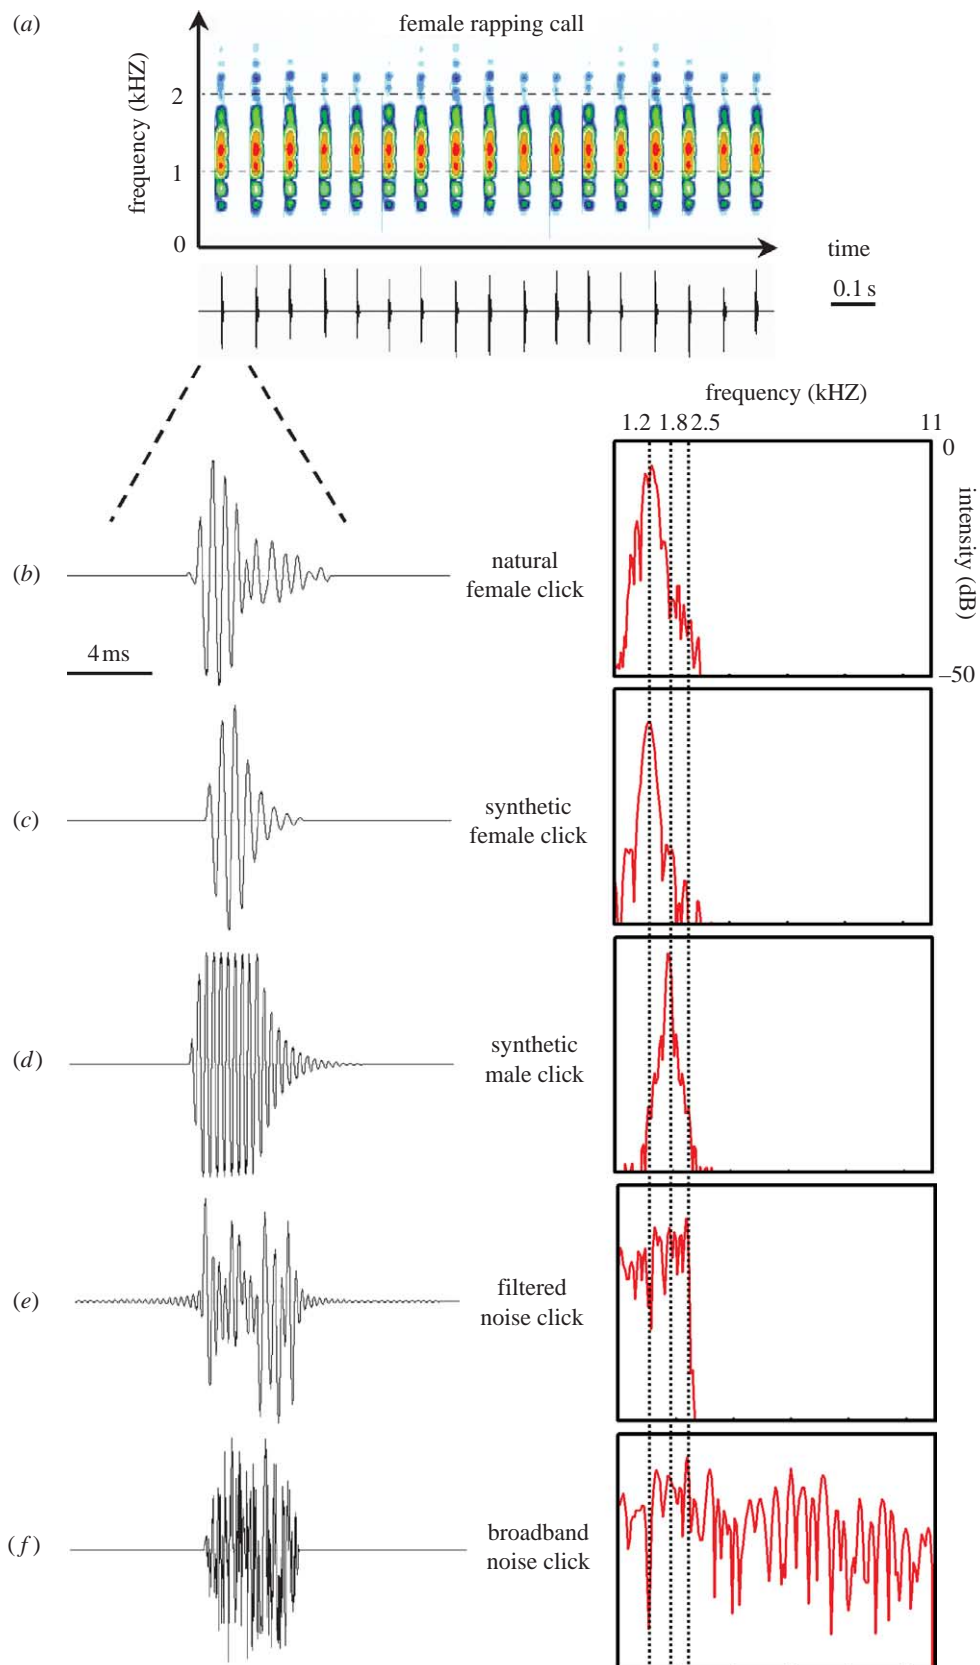 (a)
female rapping call
frequency (kHZ)
2
1
0
time
0.1 s
frequency (kHZ)
1.2 1.8 2.5 11
0
intensity (dB)
–50
(b)
natural
female click
4 ms
(c)
synthetic
female click
(d)
synthetic
male click
(e)
filtered
noise click
(f)
broadband
noise click